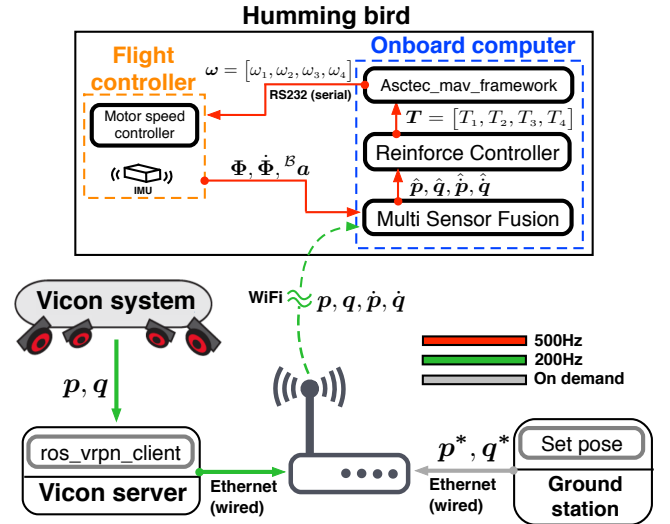 Humming bird
Flight
controller
Onboard computer
𝝎 = [ω₁, ω₂, ω₃, ω₄]
RS232 (serial)
Asctec_mav_framework
Motor speed
controller
𝑻 = [T₁, T₂, T₃, T₄]
Reinforce Controller
IMU
𝚽, 𝚽̇, ᴮ𝒂
𝒑̂, 𝒒̂, 𝒑̇̂, 𝒒̇̂
Multi Sensor Fusion
Vicon system
WiFi
𝒑, 𝒒, 𝒑̇, 𝒒̇
500Hz
200Hz
On demand
𝒑, 𝒒
ros_vrpn_client
Vicon server
Ethernet
(wired)
𝒑*, 𝒒*
Ethernet
(wired)
Set pose
Ground
station